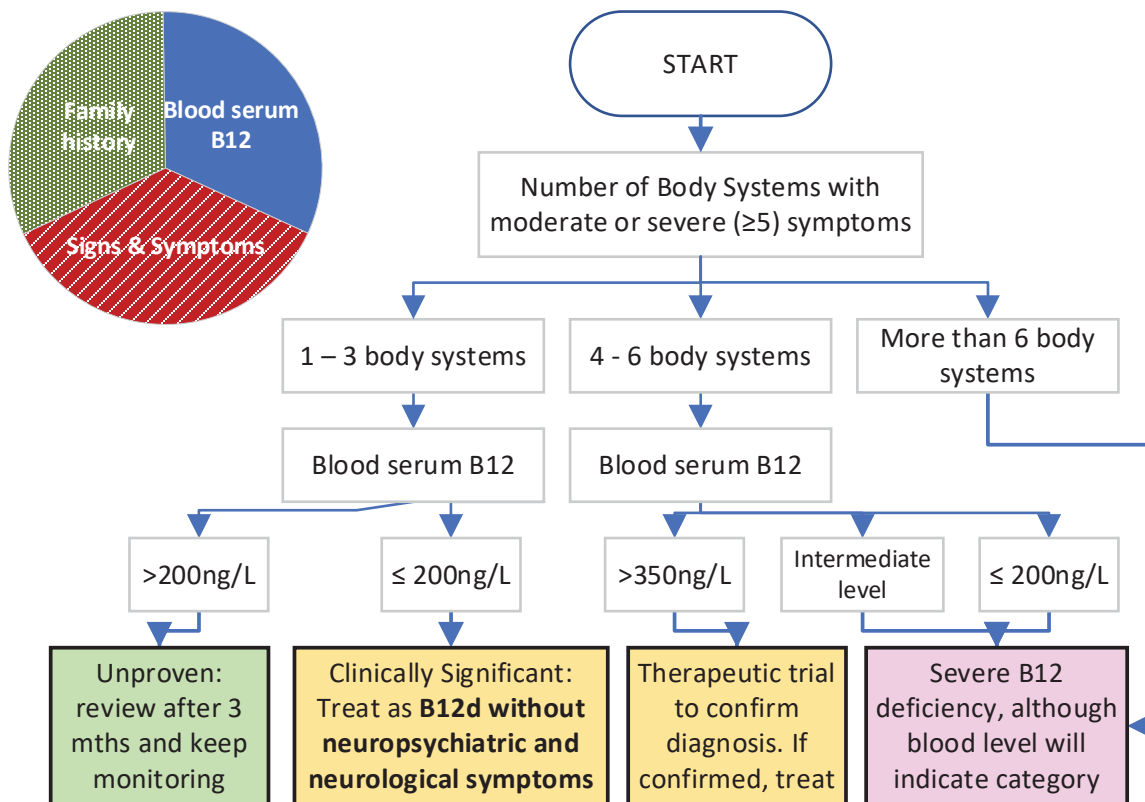 Family
history
Blood serum
B12
Signs & Symptoms
START
Number of Body Systems with
moderate or severe (≥5) symptoms
1 – 3 body systems
4 - 6 body systems
More than 6 body
systems
Blood serum B12
Blood serum B12
>200ng/L
≤ 200ng/L
>350ng/L
Intermediate
level
≤ 200ng/L
Unproven:
review after 3
mths and keep
monitoring
Clinically Significant:
Treat as B12d without
neuropsychiatric and
neurological symptoms
Therapeutic trial
to confirm
diagnosis. If
confirmed, treat
Severe B12
deficiency, although
blood level will
indicate category